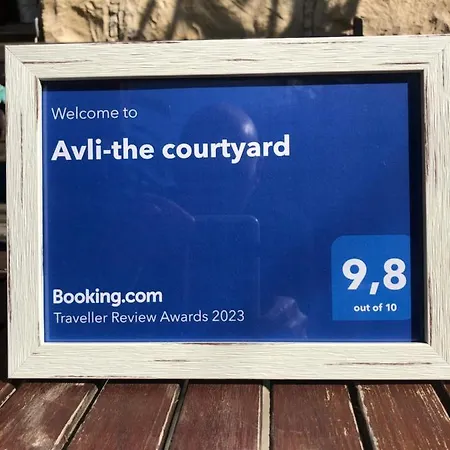 Welcome to
Avli-the courtyard
Booking.com
Traveller Review Awards 2023
9,8
out of 10